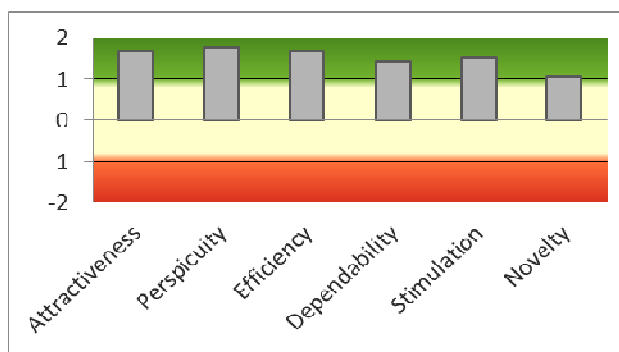 2
1
0
1
-2
Attractiveness
Perspicuity
Efficiency
Dependability
Stimulation
Novelty